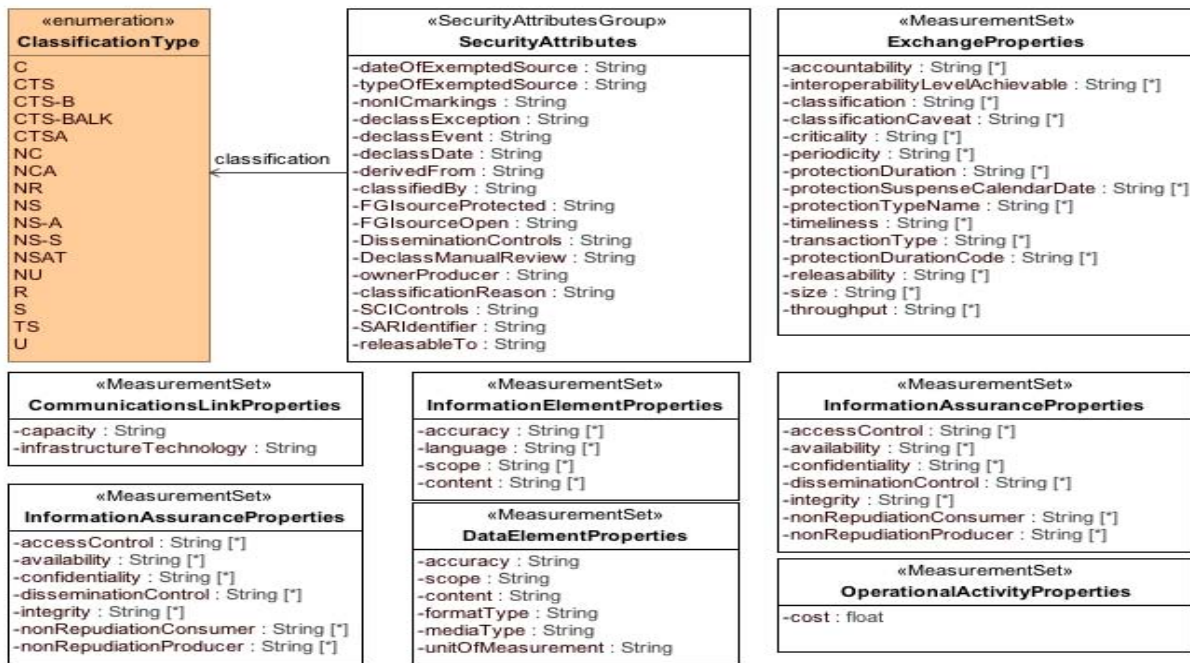 «enumeration»
ClassificationType
C
CTS
CTS-B
CTS-BALK
CTSA
NC
NCA
NR
NS
NS-A
NS-S
NSAT
NU
R
S
TS
U
classification
«SecurityAttributesGroup»
SecurityAttributes
-dateOfExemptedSource : String
-typeOfExemptedSource : String
-nonICmarkings : String
-declassException : String
-declassEvent : String
-declassDate : String
-derivedFrom : String
-classifiedBy : String
-FGIsourceProtected : String
-FGIsourceOpen : String
-DisseminationControls : String
-DeclassManualReview : String
-ownerProducer : String
-classificationReason : String
-SCIControls : String
-SARIdentifier : String
-releasableTo : String
«MeasurementSet»
ExchangeProperties
-accountability : String [*]
-interoperabilityLevelAchievable : String [*]
-classification : String [*]
-classificationCaveat : String [*]
-criticality : String [*]
-periodicity : String [*]
-protectionDuration : String [*]
-protectionSuspenseCalendarDate : String [*]
-protectionTypeName : String [*]
-timeliness : String [*]
-transactionType : String [*]
-protectionDurationCode : String [*]
-releasability : String [*]
-size : String [*]
-throughput : String [*]
«MeasurementSet»
CommunicationsLinkProperties
-capacity : String
-infrastructureTechnology : String
«MeasurementSet»
InformationElementProperties
-accuracy : String [*]
-language : String [*]
-scope : String [*]
-content : String [*]
«MeasurementSet»
InformationAssuranceProperties
-accessControl : String [*]
-availability : String [*]
-confidentiality : String [*]
-disseminationControl : String [*]
-integrity : String [*]
-nonRepudiationConsumer : String [*]
-nonRepudiationProducer : String [*]
«MeasurementSet»
InformationAssuranceProperties
-accessControl : String [*]
-availability : String [*]
-confidentiality : String [*]
-disseminationControl : String [*]
-integrity : String [*]
-nonRepudiationConsumer : String [*]
-nonRepudiationProducer : String [*]
«MeasurementSet»
DataElementProperties
-accuracy : String
-scope : String
-content : String
-formatType : String
-mediaType : String
-unitOfMeasurement : String
«MeasurementSet»
OperationalActivityProperties
-cost : float